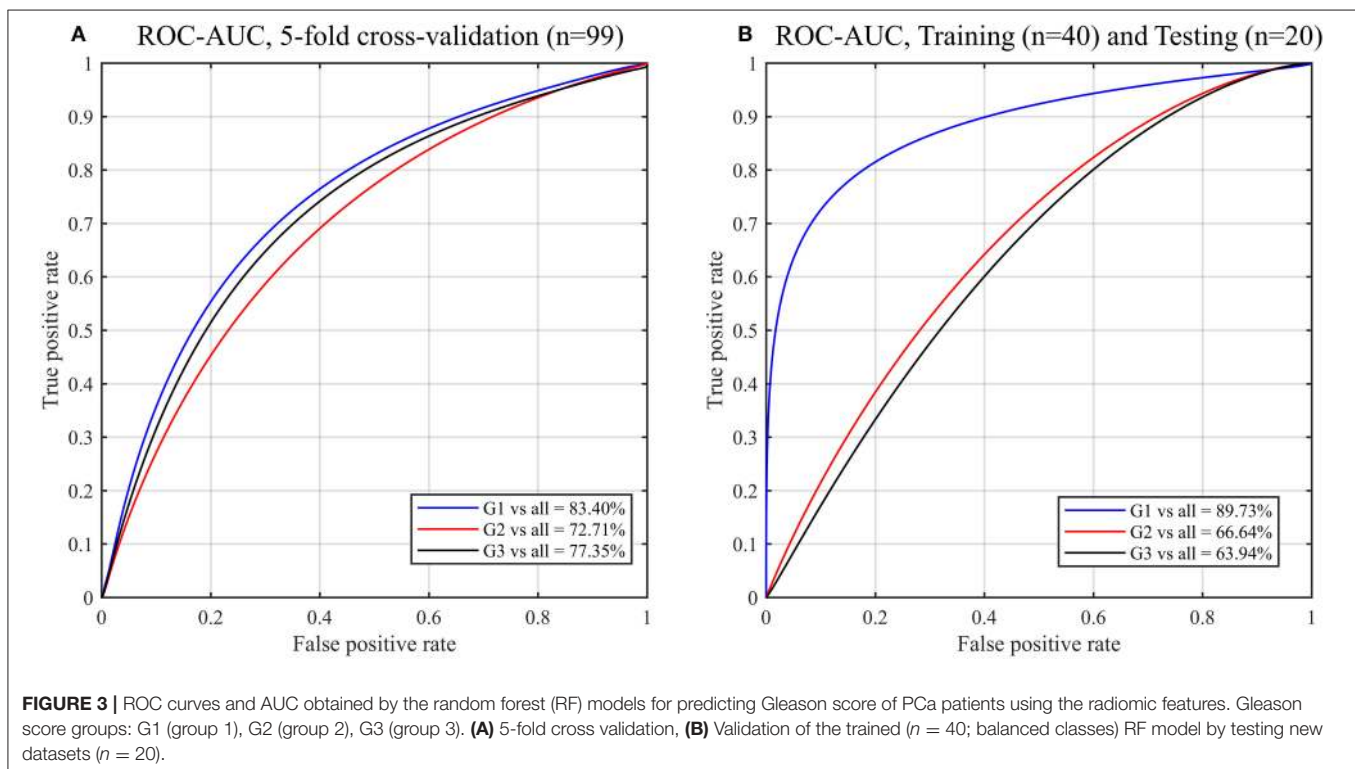 A ROC-AUC, 5-fold cross-validation (n=99)
1
0.9
0.8
0.7
0.6
0.5
0.4
0.3
0.2
0.1
0
True positive rate
G1 vs all = 83.40%
G2 vs all = 72.71%
G3 vs all = 77.35%
0.2 0.4 0.6 0.8 1
False positive rate
B ROC-AUC, Training (n=40) and Testing (n=20)
1
0.9
0.8
0.7
0.6
0.5
0.4
0.3
0.2
0.1
0
True positive rate
G1 vs all = 89.73%
G2 vs all = 66.64%
G3 vs all = 63.94%
0 0.2 0.4 0.6 0.8 1
False positive rate
FIGURE 3 | ROC curves and AUC obtained by the random forest (RF) models for predicting Gleason score of PCa patients using the radiomic features. Gleason
score groups: G1 (group 1), G2 (group 2), G3 (group 3). (A) 5-fold cross validation, (B) Validation of the trained (n = 40; balanced classes) RF model by testing new
datasets (n = 20).